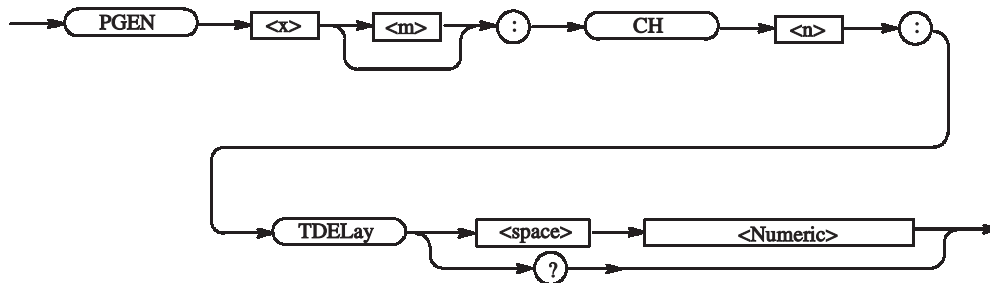 PGEN <x> <m> : CH <n> :
TDELay <space> <Numeric>
?